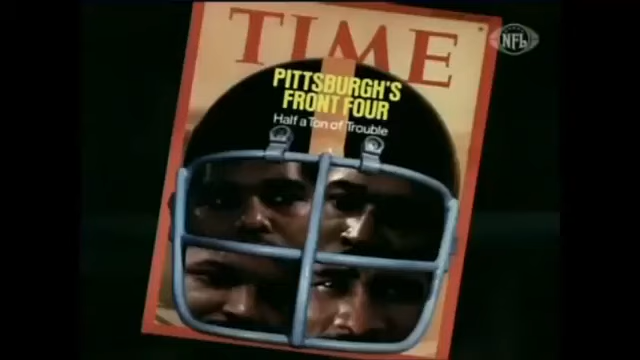 TIME
NFL
PITTSBURGH'S
FRONT FOUR
Half a Ton of Trouble